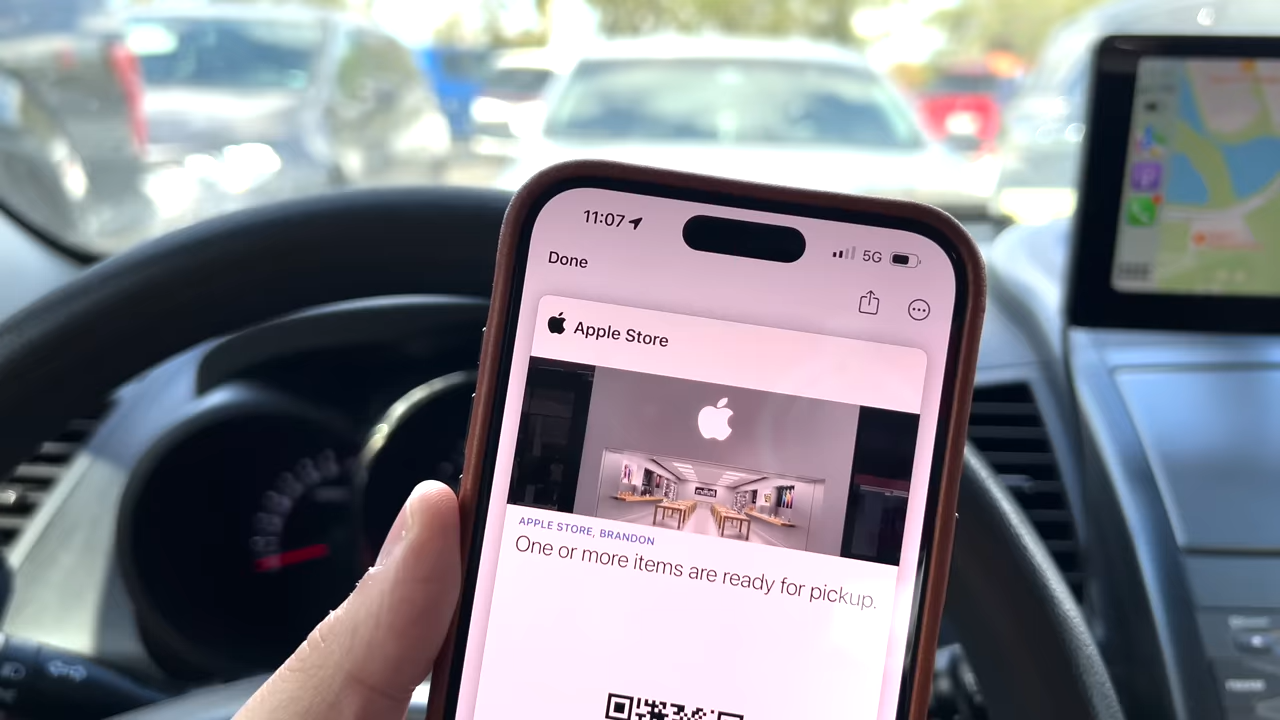 11:07
5G
Done
Apple Store
APPLE STORE, BRANDON
One or more items are ready for pickup.